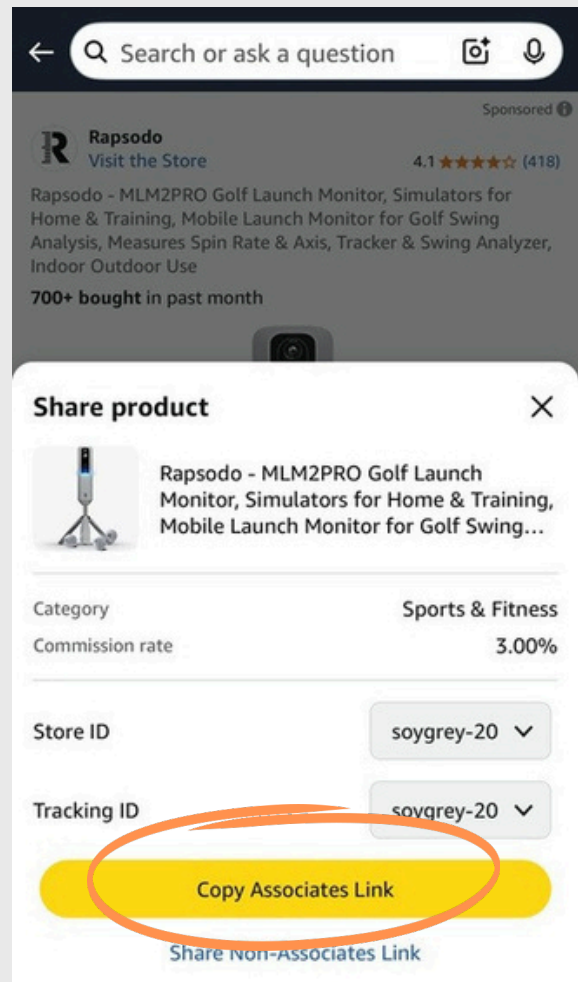 Search or ask a question
Sponsored
Rapsodo
Visit the Store
4.1 (418)
Rapsodo - MLM2PRO Golf Launch Monitor, Simulators for
Home & Training, Mobile Launch Monitor for Golf Swing
Analysis, Measures Spin Rate & Axis, Tracker & Swing Analyzer,
Indoor Outdoor Use
700+ bought in past month
Share product
Rapsodo - MLM2PRO Golf Launch
Monitor, Simulators for Home & Training,
Mobile Launch Monitor for Golf Swing...
Category Sports & Fitness
Commission rate 3.00%
Store ID soygrey-20
Tracking ID soygrey-20
Copy Associates Link
Share Non-Associates Link